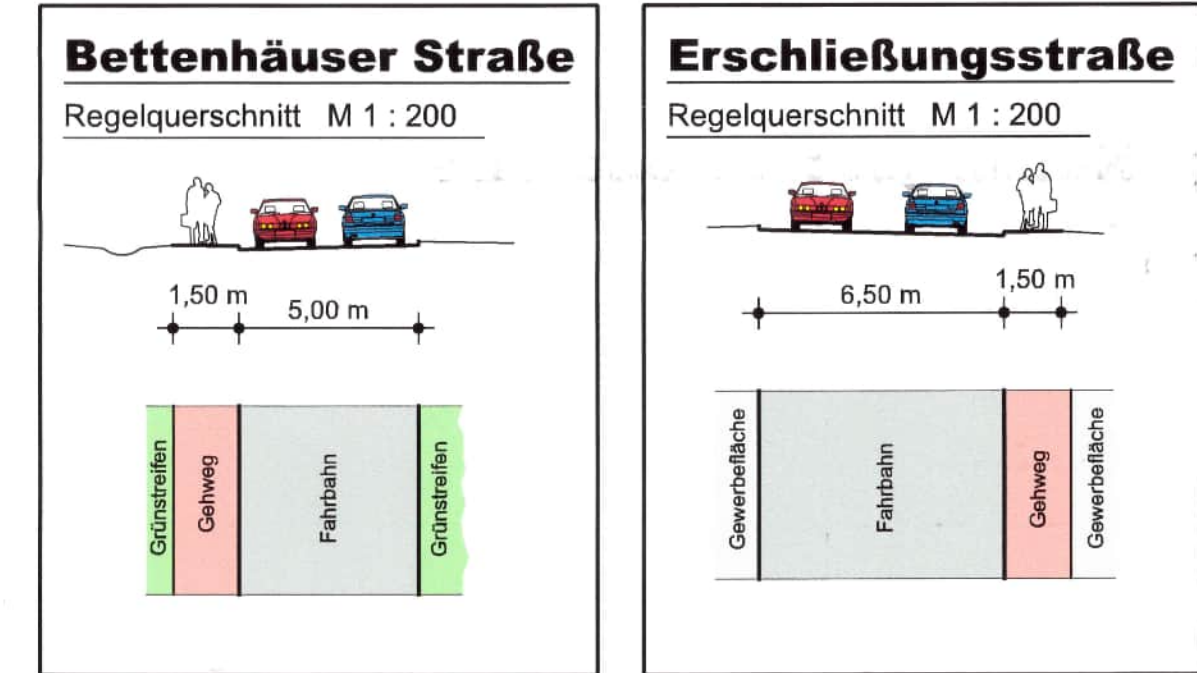 Bettenhäuser Straße
Regelquerschnitt M 1 : 200
1,50 m
5,00 m
Grünstreifen
Gehweg
Fahrbahn
Grünstreifen
Erschließungsstraße
Regelquerschnitt M 1 : 200
6,50 m
1,50 m
Gewerbefläche
Fahrbahn
Gehweg
Gewerbefläche